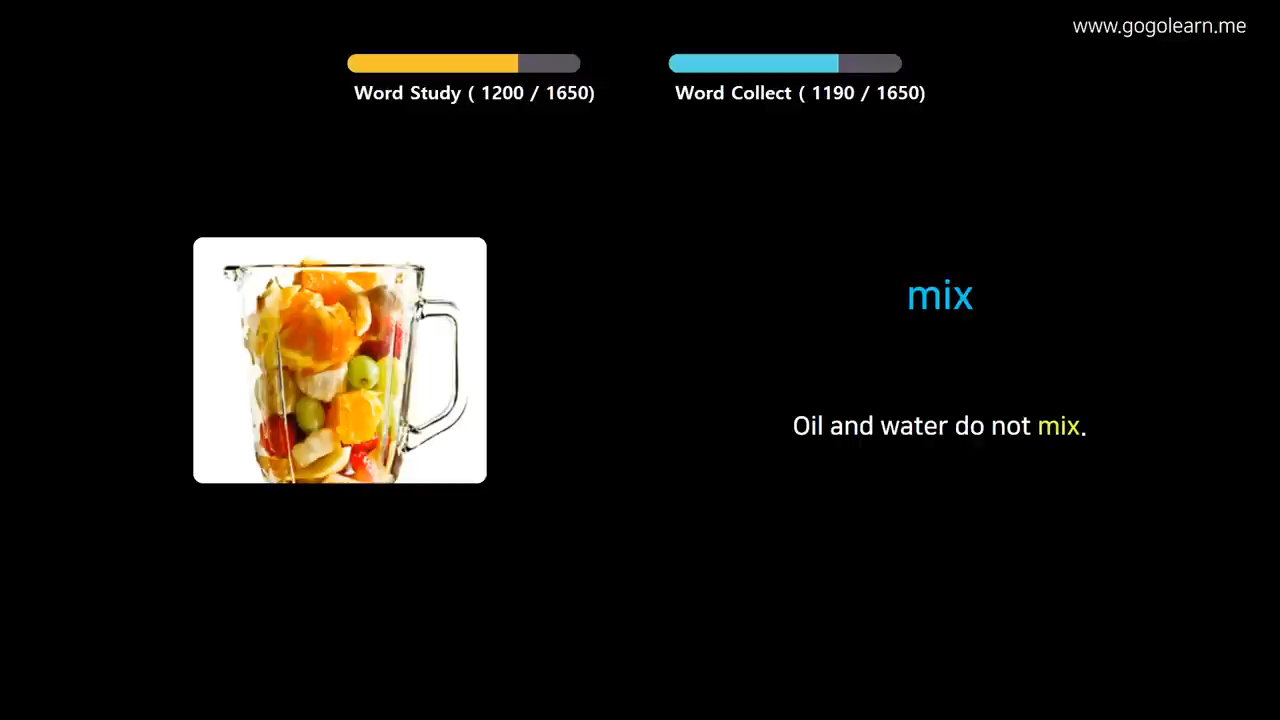 www.gogolearn.me
Word Study ( 1200 / 1650)
Word Collect ( 1190 / 1650)
mix
Oil and water do not mix.